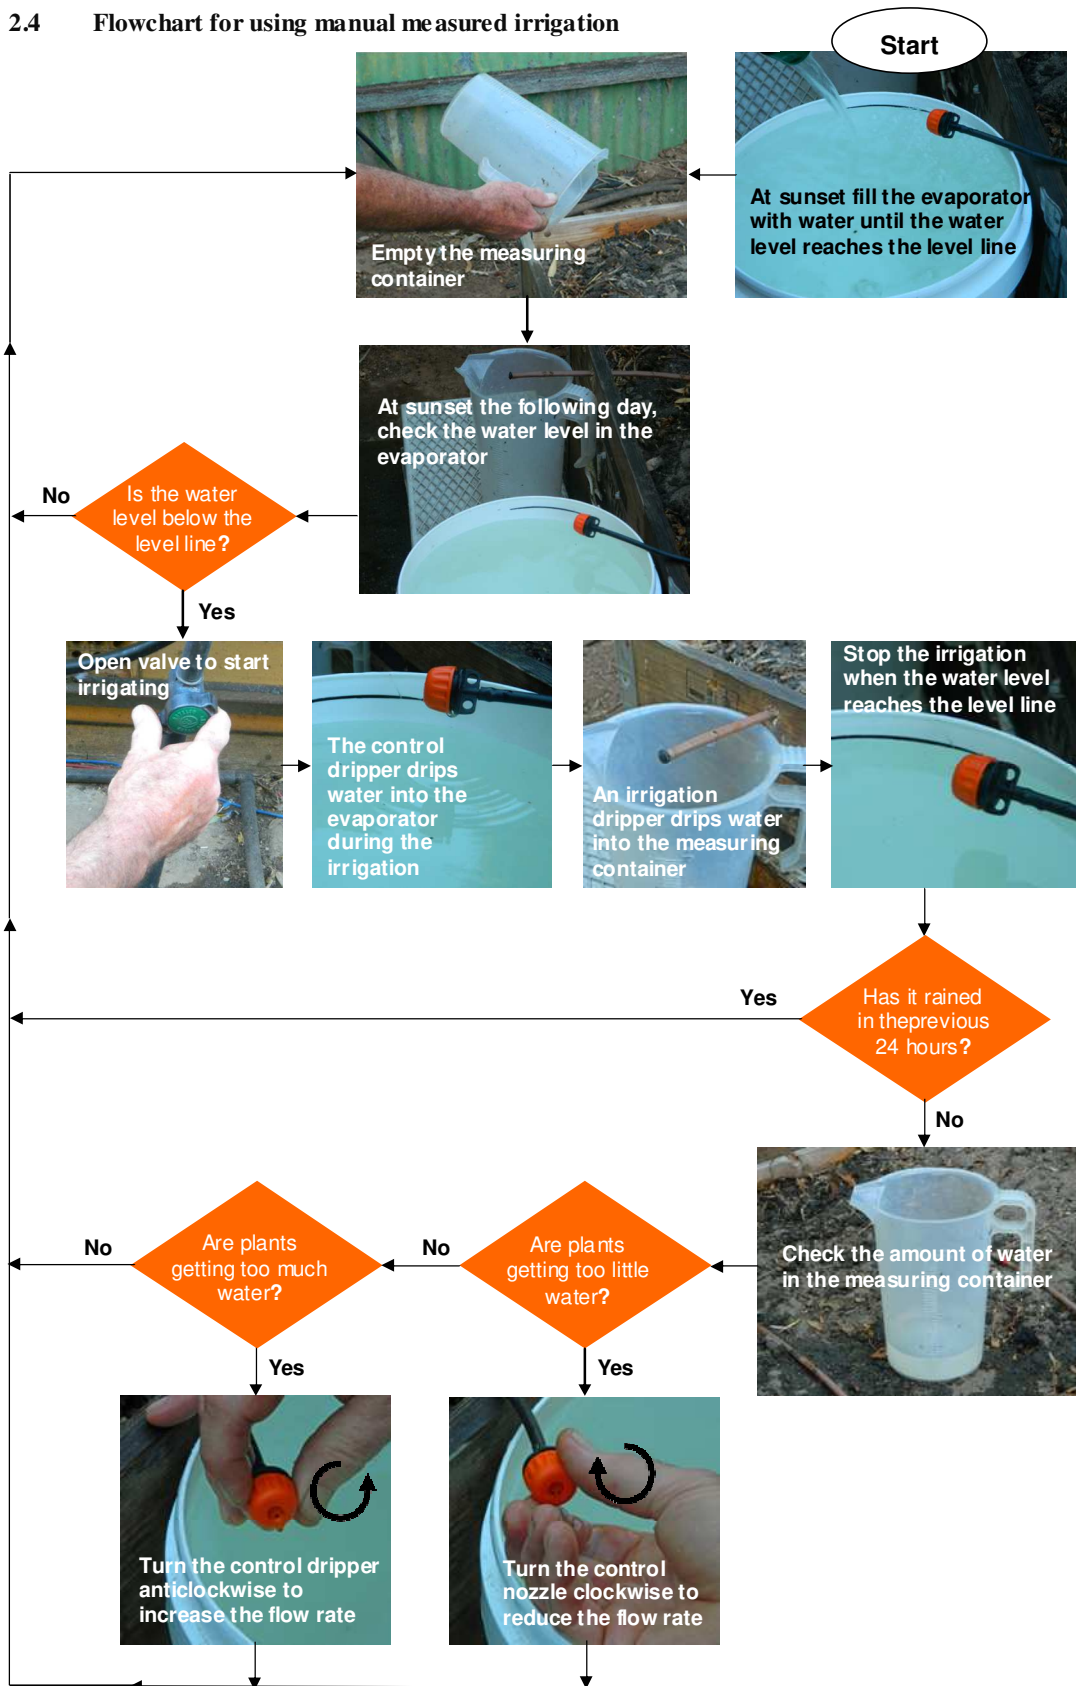 2.4 Flowchart for using manual measured irrigation
Start
At sunset fill the evaporator
with water until the water
level reaches the level line
Empty the measuring
container
At sunset the following day,
check the water level in the
evaporator
Is the water
level below the
level line?
No
Yes
Open valve to start
irrigating
The control
dripper drips
water into the
evaporator
during the
irrigation
An irrigation
dripper drips water
into the measuring
container
Stop the irrigation
when the water level
reaches the level line
Has it rained
in theprevious
24 hours?
Yes
No
Check the amount of water
in the measuring container
Are plants
getting too little
water?
No
Yes
Are plants
getting too much
water?
No
Yes
Turn the control dripper
anticlockwise to
increase the flow rate
Turn the control
nozzle clockwise to
reduce the flow rate